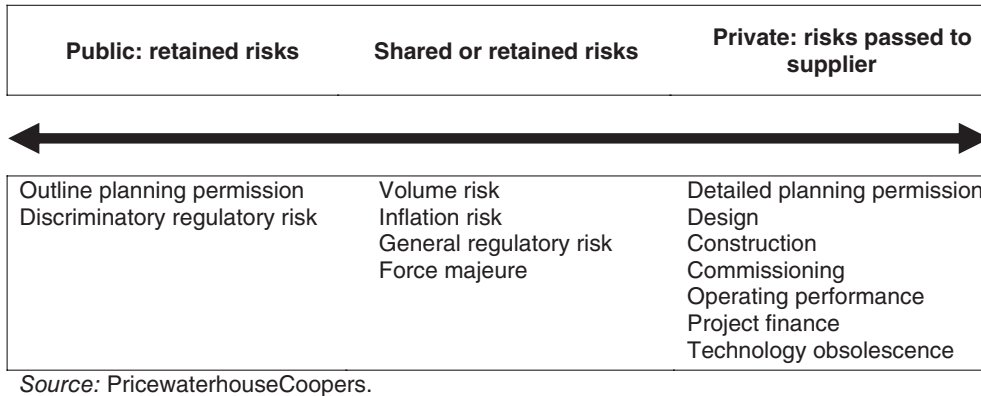 Public: retained risks
Shared or retained risks
Private: risks passed to
supplier
Outline planning permission
Discriminatory regulatory risk
Volume risk
Inflation risk
General regulatory risk
Force majeure
Detailed planning permission
Design
Construction
Commissioning
Operating performance
Project finance
Technology obsolescence
Source: PricewaterhouseCoopers.